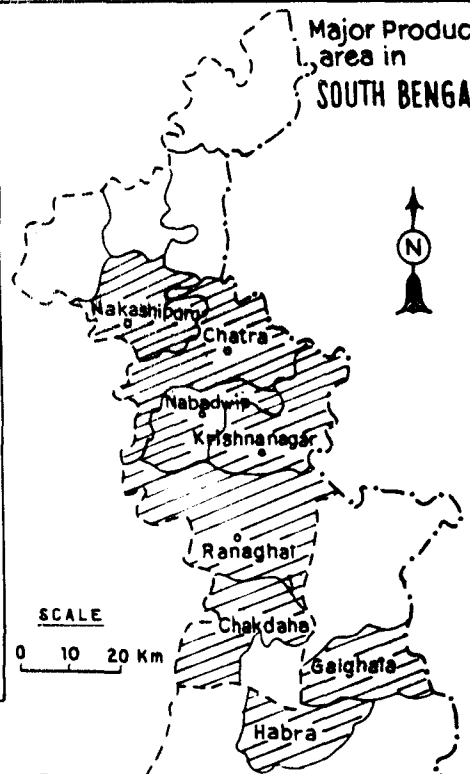 Major Produc
area in
SOUTH BENGA
N
Nakashipara
Chatra
Nabadwip
Krishnanagar
Ranaghat
SCALE
0 10 20 Km
Chakdaha
Gaighata
Habra